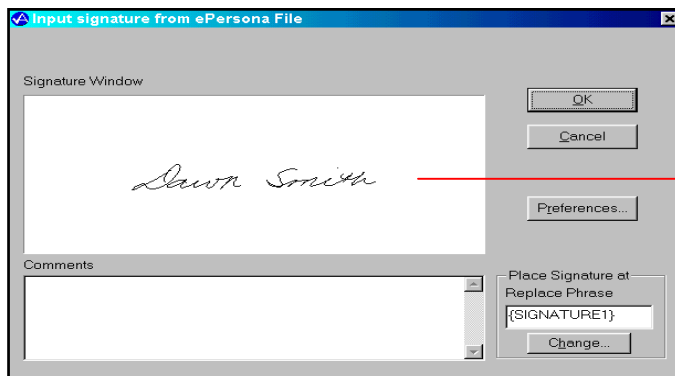 Input signature from ePersona File
Signature Window
OK
Cancel
Dawn Smith
Preferences...
Comments
Place Signature at
Replace Phrase
{SIGNATURE1}
Change...